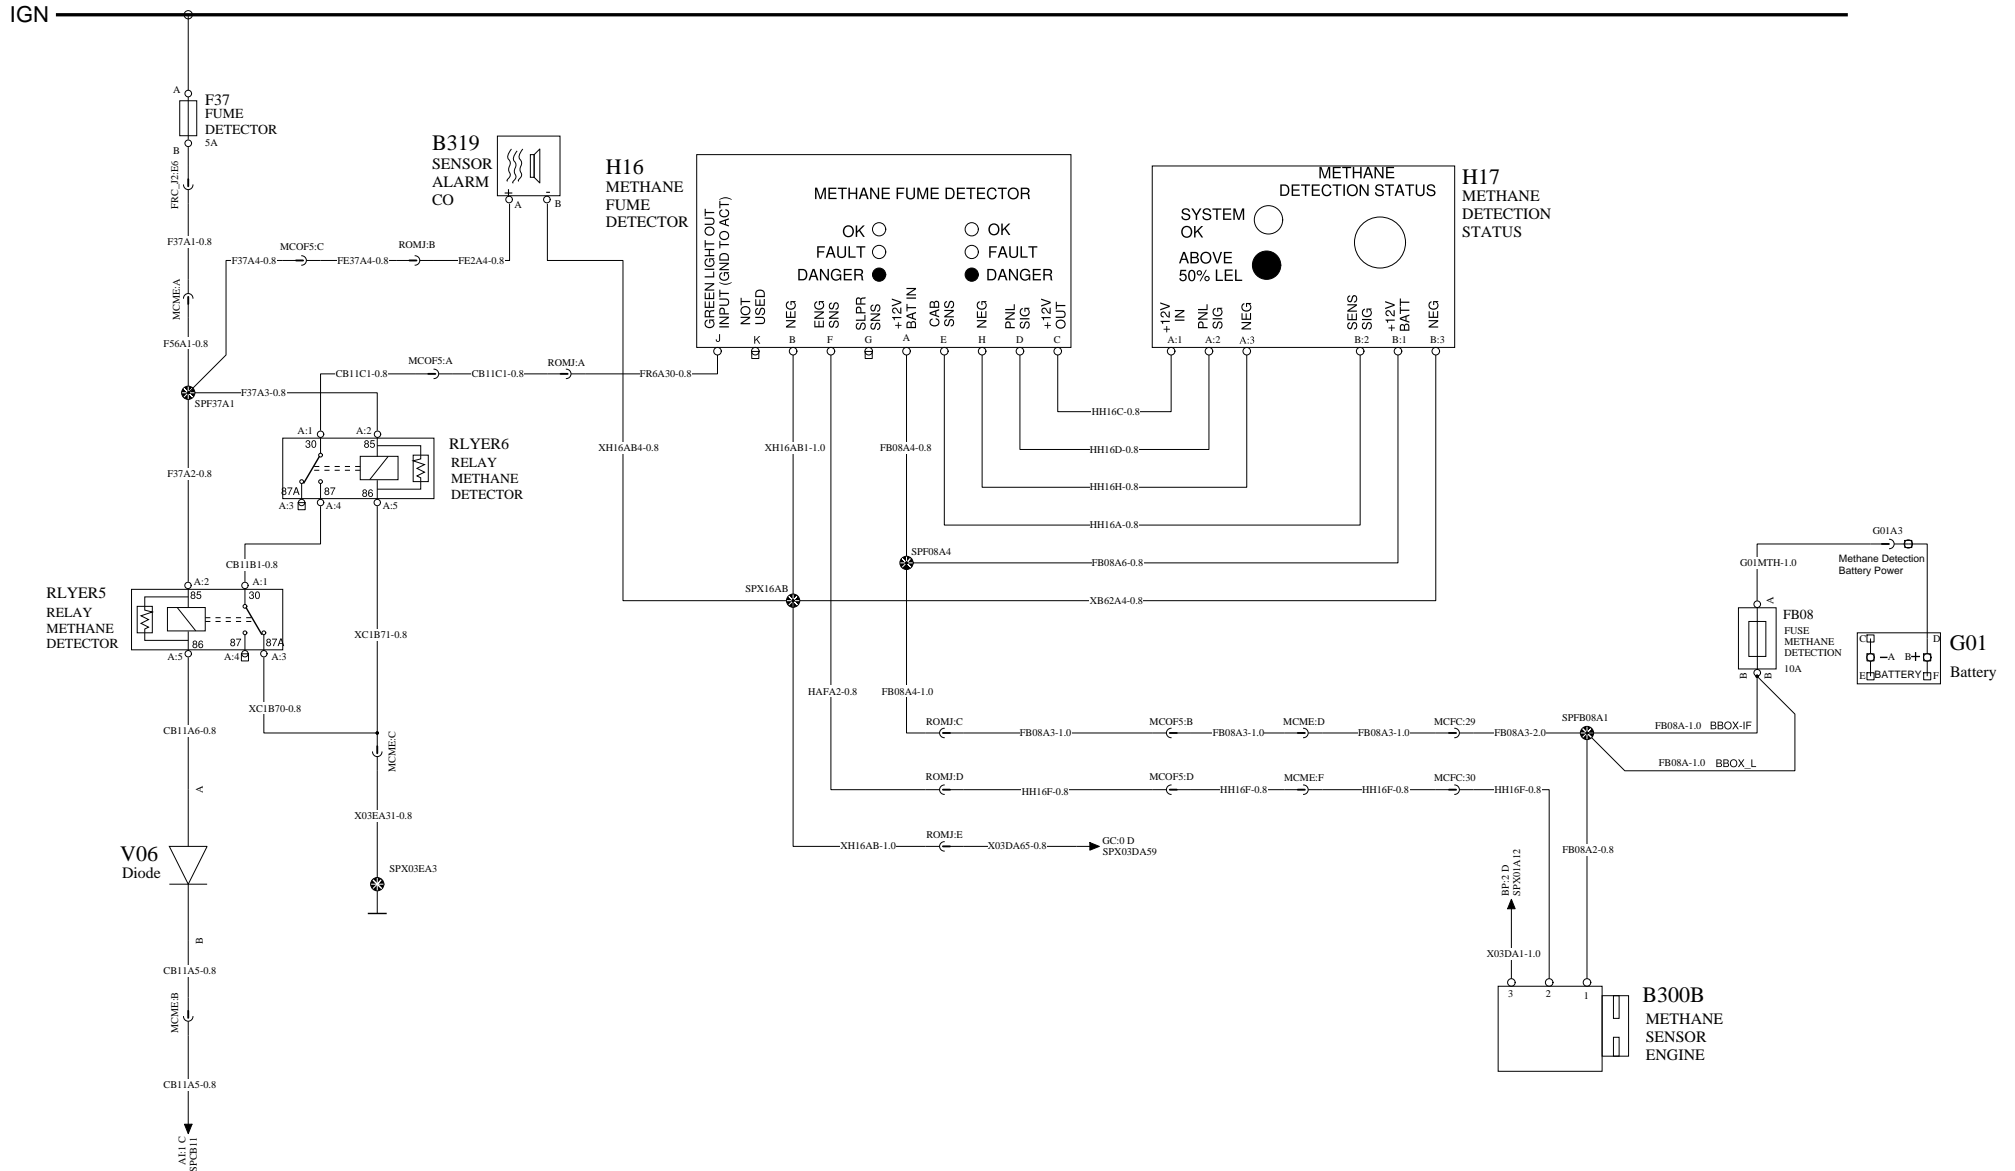 IGN
A
F37
FUME
DETECTOR
5A
B
FRC_J2:E6
F37A1-0.8
MCME:A
F56A1-0.8
SPF37A1
F37A4-0.8
MCOF5:C
FE37A4-0.8
ROMJ:B
FE2A4-0.8
B319
SENSOR
ALARM
CO
+
-
A
B
H16
METHANE
FUME
DETECTOR
METHANE FUME DETECTOR
OK
FAULT
DANGER
OK
FAULT
DANGER
GREEN LIGHT OUT
INPUT (GND TO ACT)
NOT
USED
NEG
ENG
SNS
SLPR
SNS
+12V
BAT IN
CAB
SNS
NEG
PNL
SIG
+12V
OUT
J
K
B
F
G
A
E
H
D
C
METHANE
DETECTION STATUS
SYSTEM
OK
ABOVE
50% LEL
+12V
IN
PNL
SIG
NEG
SENS
SIG
+12V
BATT
NEG
A:1
A:2
A:3
B:2
B:1
B:3
H17
METHANE
DETECTION
STATUS
CB11C1-0.8
MCOF5:A
CB11C1-0.8
ROMJ:A
FR6A30-0.8
F37A3-0.8
A:1
A:2
30
85
87A
87
86
A:3
A:4
A:5
RLYER6
RELAY
METHANE
DETECTOR
F37A2-0.8
XH16AB4-0.8
XH16AB1-1.0
FB08A4-0.8
HH16C-0.8
HH16D-0.8
HH16H-0.8
HH16A-0.8
SPF08A4
FB08A6-0.8
SPX16AB
XB62A4-0.8
CB11B1-0.8
RLYER5
RELAY
METHANE
DETECTOR
A:2
A:1
85
30
86
87
87A
A:5
A:4
A:3
XC1B71-0.8
XC1B70-0.8
MCME:C
CB11A6-0.8
A
V06
Diode
B
CB11A5-0.8
MCME:B
CB11A5-0.8
AI:1 C
SPCB11
X03EA31-0.8
SPX03EA3
HAFA2-0.8
FB08A4-1.0
ROMJ:C
FB08A3-1.0
MCOF5:B
FB08A3-1.0
MCME:D
FB08A3-1.0
MCFC:29
FB08A3-2.0
SPFB08A1
FB08A-1.0
BBOX-IF
FB08A-1.0
BBOX_L
ROMJ:D
HH16F-0.8
MCOF5:D
HH16F-0.8
MCME:F
HH16F-0.8
MCFC:30
HH16F-0.8
XH16AB-1.0
ROMJ:E
X03DA65-0.8
GC:0 D
SPX03DA59
G01A3
G01MTH-1.0
Methane Detection
Battery Power
A
FB08
FUSE
METHANE
DETECTION
10A
B
B
C
D
A
B+
E
BATTERY
F
G01
Battery
FB08A2-0.8
BP:2 D
SPX01A12
X03DA1-1.0
3
2
1
B300B
METHANE
SENSOR
ENGINE